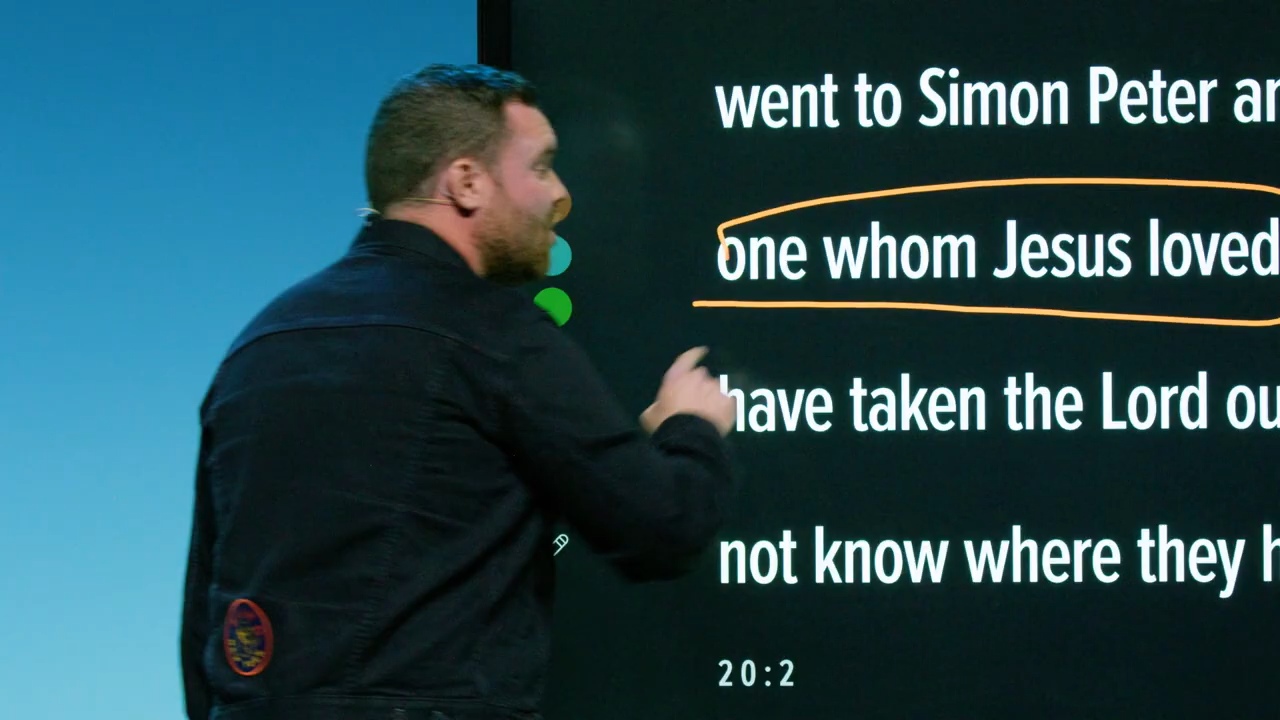 went to Simon Peter
one whom Jesus loved
have taken the Lord
not know where they
20:2